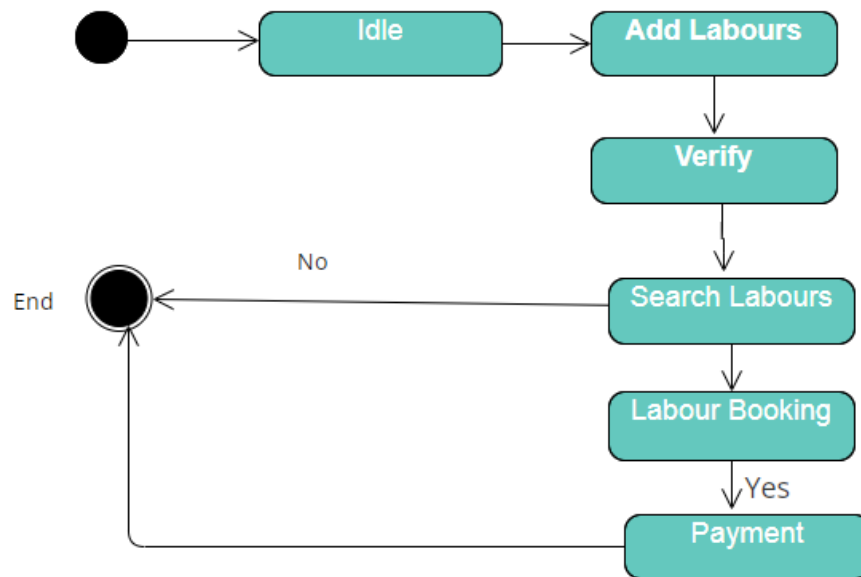 Idle
Add Labours
Verify
No
End
Search Labours
Labour Booking
Yes
Payment